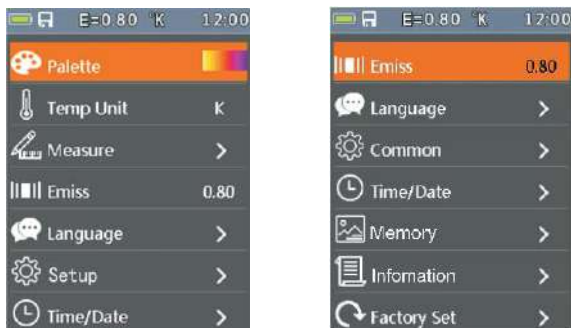 E=0.80 °K 12:00
Palette
Temp Unit K
Measure >
Emiss 0.80
Language >
Setup >
Time/Date >
E=0.80 °K 12:00
Emiss 0.80
Language >
Common >
Time/Date >
Memory >
Infomation >
Factory Set >